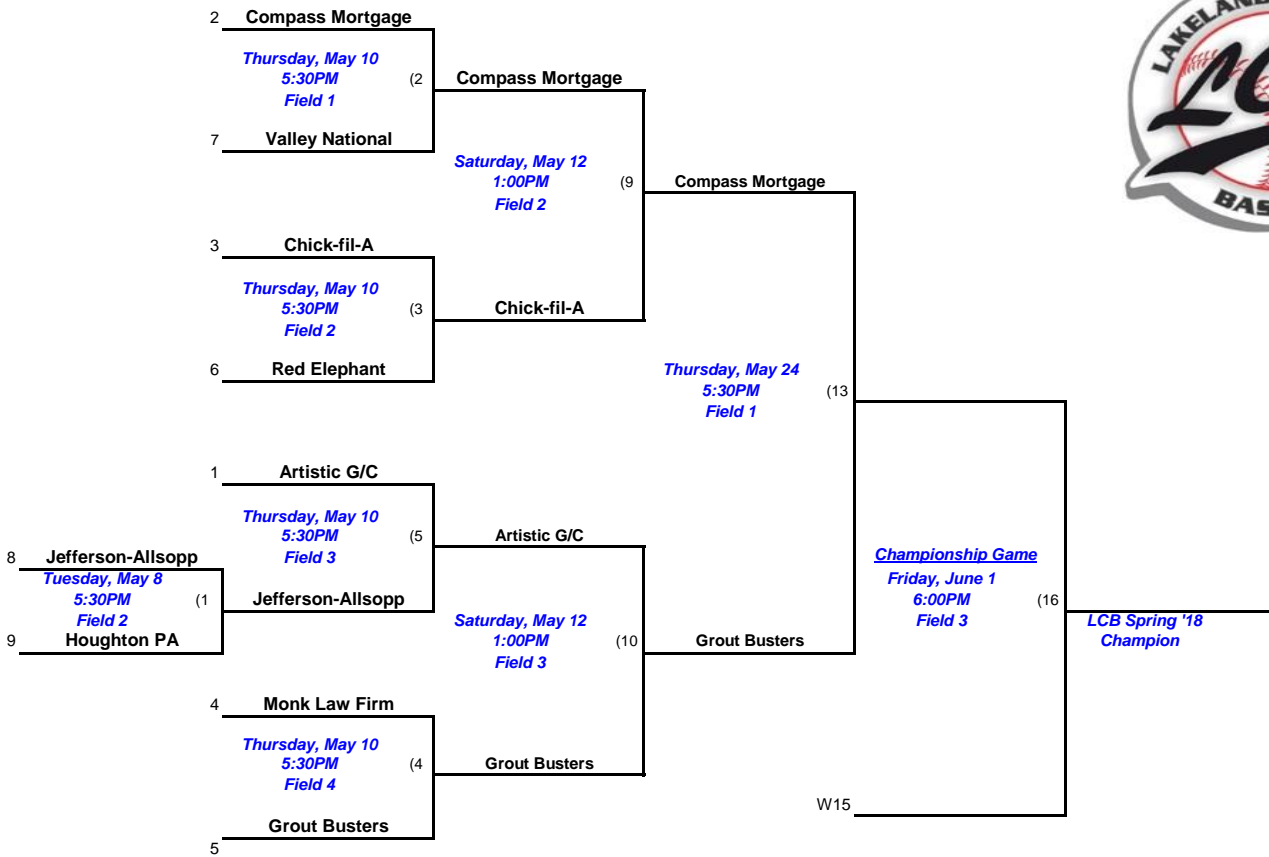 2 Compass Mortgage
Thursday, May 10
5:30PM (2
Field 1
Compass Mortgage
7 Valley National
Saturday, May 12
1:00PM (9
Field 2
Compass Mortgage
3 Chick-fil-A
Thursday, May 10
5:30PM (3
Field 2
Chick-fil-A
6 Red Elephant
Thursday, May 24
5:30PM (13
Field 1
1 Artistic G/C
Thursday, May 10
5:30PM (5
Field 3
Artistic G/C
8 Jefferson-Allsopp
Tuesday, May 8
5:30PM (1
Field 2
Jefferson-Allsopp
9 Houghton PA
Saturday, May 12
1:00PM (10
Field 3
Grout Busters
Championship Game
Friday, June 1
6:00PM (16
Field 3
LCB Spring '18
Champion
4 Monk Law Firm
Thursday, May 10
5:30PM (4
Field 4
Grout Busters
Grout Busters
5
W15